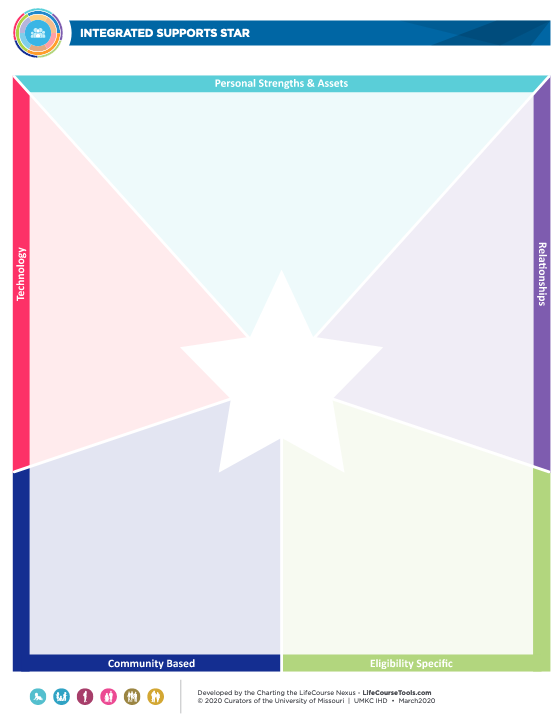 INTEGRATED SUPPORTS STAR
Personal Strengths & Assets
Technology
Relationships
Community Based
Eligibility Specific
Developed by the Charting the LifeCourse Nexus - LifeCourseTools.com
© 2020 Curators of the University of Missouri | UMKC IHD • March2020